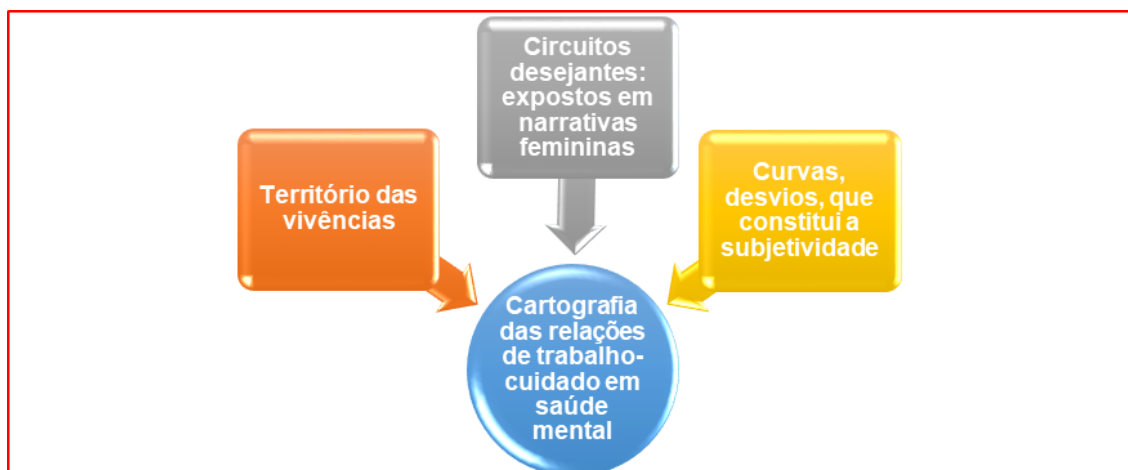 Circuitos
desejantes:
expostos em
narrativas
femininas
Território das
vivências
Curvas,
desvios, que
constitui a
subjetividade
Cartografia
das relações
de trabalho-
cuidado em
saúde
mental